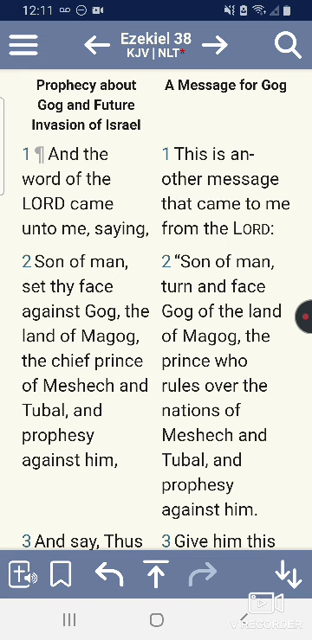 12:11
Ezekiel 38
KJV | NLT*
Prophecy about
Gog and Future
Invasion of Israel
1 ¶ And the
word of the
LORD came
unto me, saying,
2 Son of man,
set thy face
against Gog, the
land of Magog,
the chief prince
of Meshech and
Tubal, and
prophesy
against him,
3 And say, Thus
A Message for Gog
1 This is an-
other message
that came to me
from the LORD:
2 “Son of man,
turn and face
Gog of the land
of Magog, the
prince who
rules over the
nations of
Meshech and
Tubal, and
prophesy
against him.
3 Give him this
V RECORDER